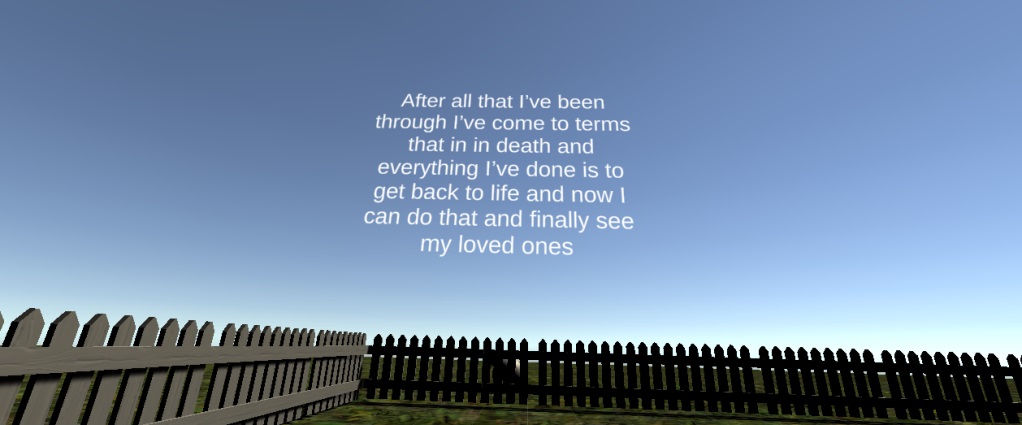 After all that I've been
through I've come to terms
that in in death and
everything I've done is to
get back to life and now I
can do that and finally see
my loved ones